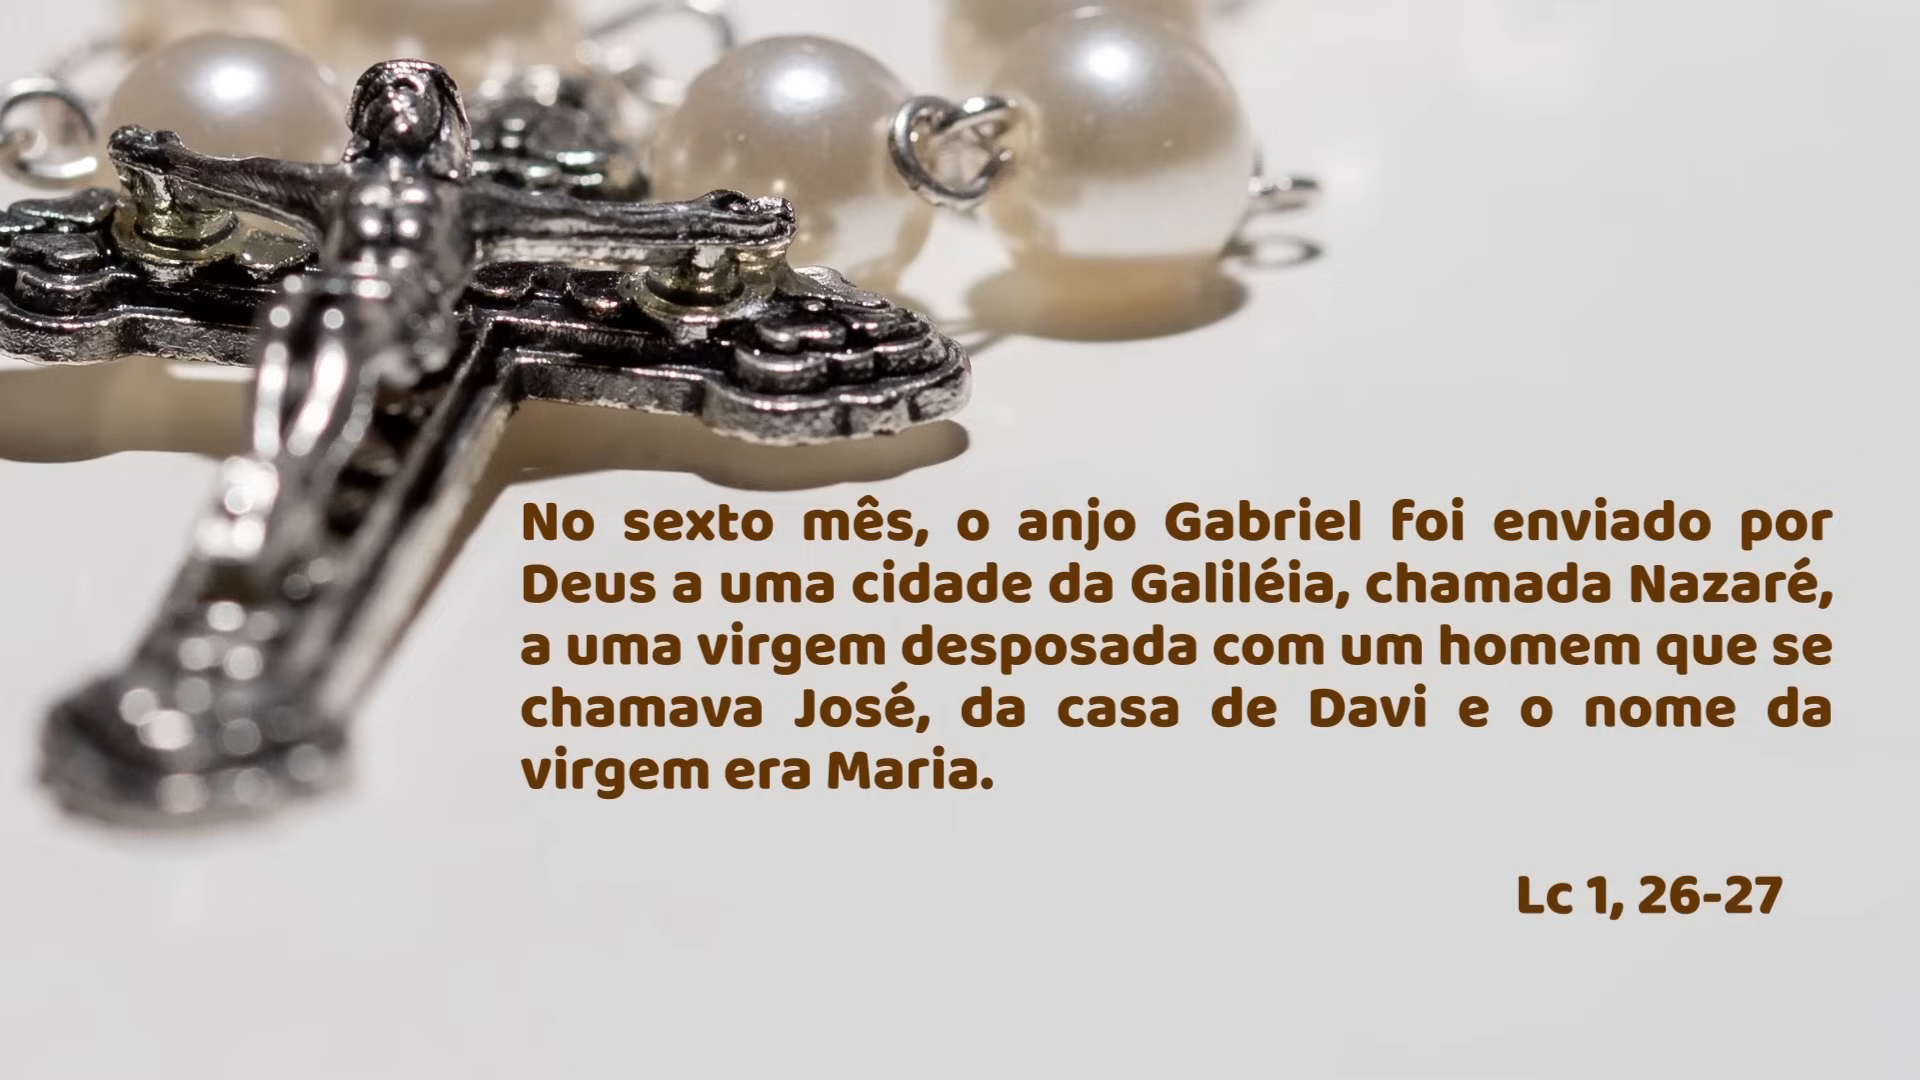 No sexto mês, o anjo Gabriel foi enviado por
Deus a uma cidade da Galiléia, chamada Nazaré,
a uma virgem desposada com um homem que se
chamava José, da casa de Davi e o nome da
virgem era Maria.
Lc 1, 26-27